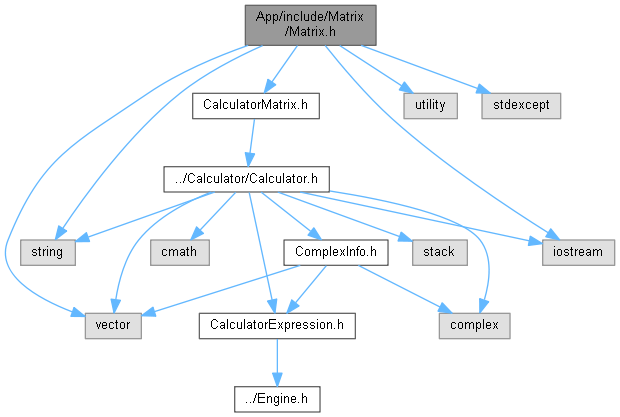 App/include/Matrix
/Matrix.h
CalculatorMatrix.h
utility
stdexcept
../Calculator/Calculator.h
string
cmath
ComplexInfo.h
stack
iostream
vector
CalculatorExpression.h
complex
../Engine.h